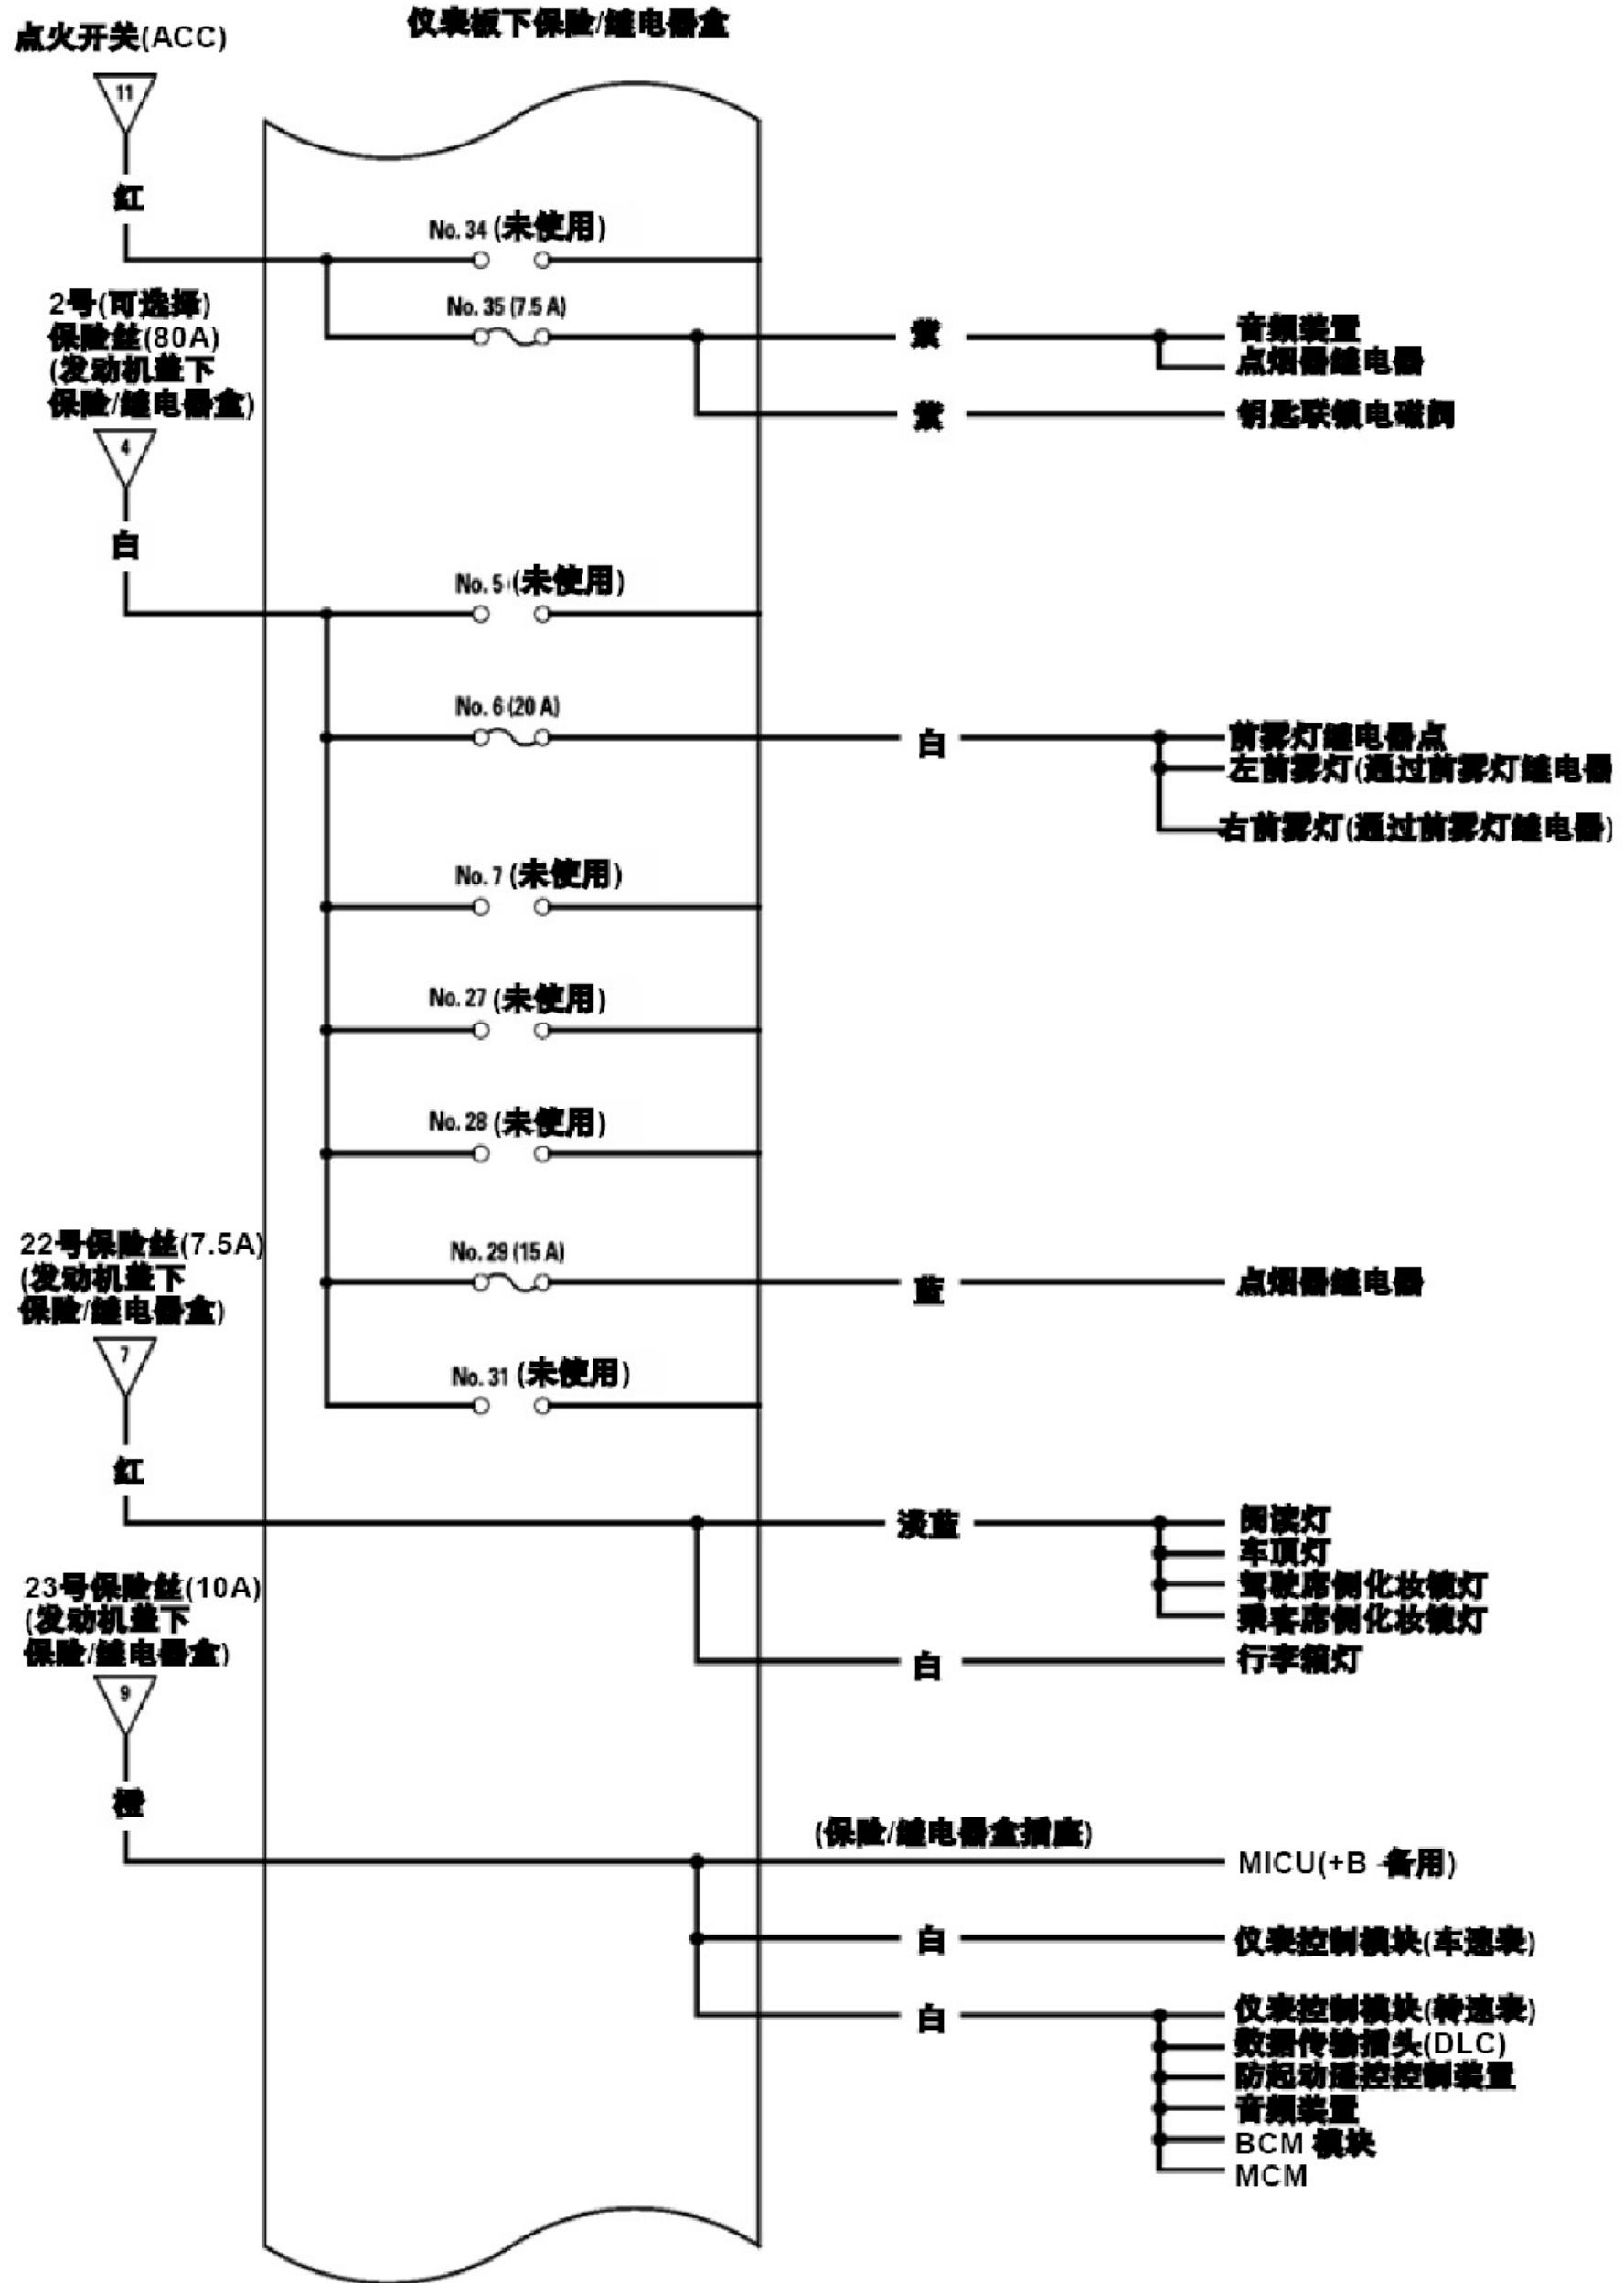 仪表板下保险/继电器盒
点火开关(ACC)
11
红
No. 34 (未使用)
2号(可选择)
保险丝(80A)
(发动机盖下
保险/继电器盒)
No. 35 (7.5 A)
紫
音频装置
点烟器继电器
紫
钥匙联锁电磁阀
4
白
No. 5 (未使用)
No. 6 (20 A)
白
前雾灯继电器点
左前雾灯(通过前雾灯继电器
右前雾灯(通过前雾灯继电器)
No. 7 (未使用)
No. 27 (未使用)
No. 28 (未使用)
22号保险丝(7.5A)
(发动机盖下
保险/继电器盒)
No. 29 (15 A)
蓝
点烟器继电器
7
No. 31 (未使用)
红
淡蓝
阅读灯
车顶灯
驾驶席侧化妆镜灯
乘客席侧化妆镜灯
23号保险丝(10A)
(发动机盖下
保险/继电器盒)
白
行李箱灯
9
橙
(保险/继电器盒插座)
MICU(+B 备用)
白
仪表控制模块(车速表)
白
仪表控制模块(转速表)
数据传输插头(DLC)
防起动遥控控制装置
音频装置
BCM 模块
MCM